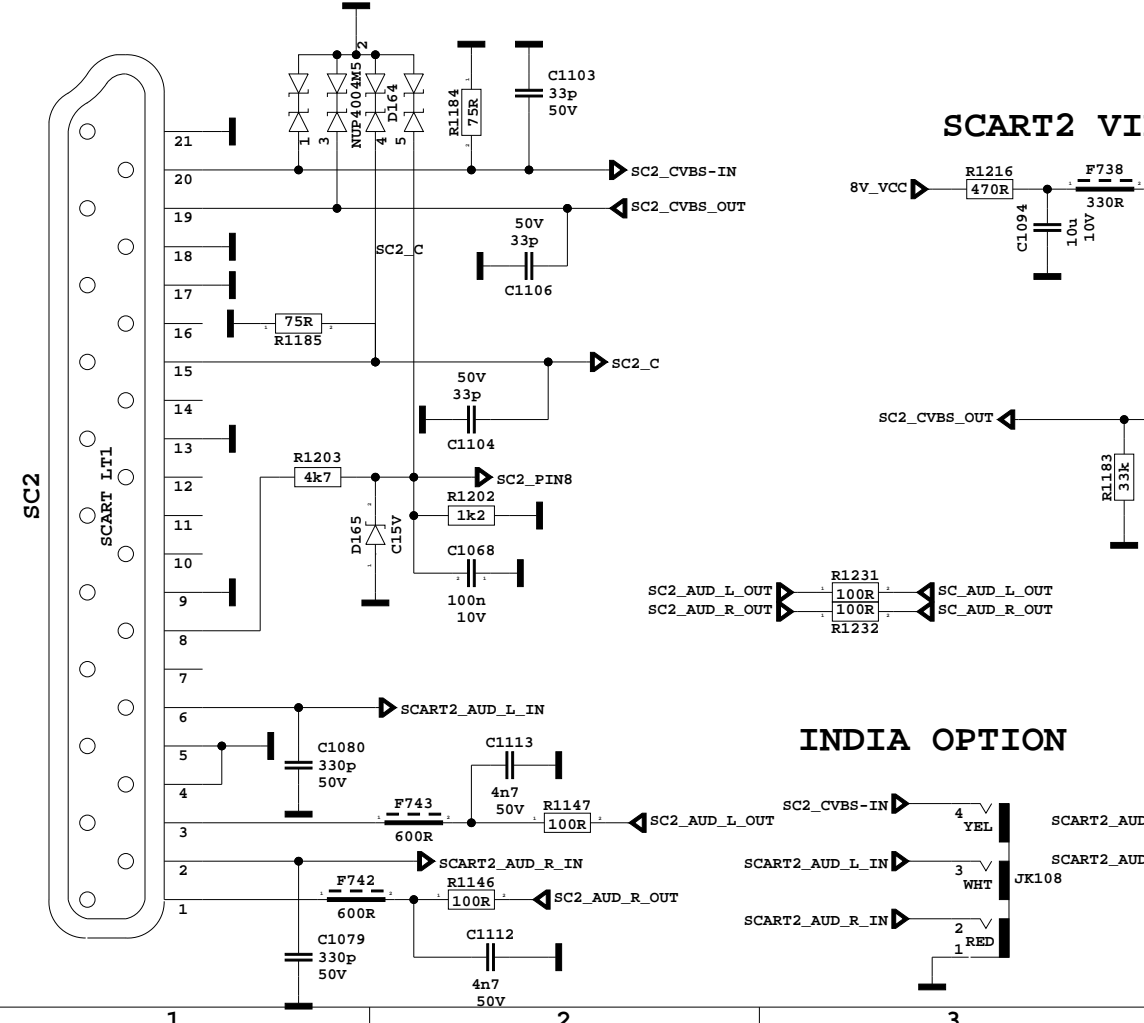 SC2
SCART LT1
21
20
19
18
17
16
15
14
13
12
11
10
9
8
7
6
5
4
3
2
1
2
1
3
NUP4004M5
4
D164
5
R1184
75R
C1103
33p
50V
SC2_CVBS-IN
SC2_CVBS_OUT
SC2_C
50V
33p
C1106
75R
R1185
SC2_C
50V
33p
C1104
R1203
4k7
SC2_PIN8
R1202
1k2
D165
C15V
C1068
100n
10V
SCART2_AUD_L_IN
C1080
330p
50V
C1113
4n7
50V
F743
600R
R1147
100R
SC2_AUD_L_OUT
SCART2_AUD_R_IN
F742
600R
R1146
100R
SC2_AUD_R_OUT
C1079
330p
50V
C1112
4n7
50V
SCART2 VI
8V_VCC
R1216
470R
F738
330R
C1094
10u
10V
SC2_CVBS_OUT
R1183
33k
SC2_AUD_L_OUT
R1231
100R
SC_AUD_L_OUT
SC2_AUD_R_OUT
100R
R1232
SC_AUD_R_OUT
INDIA OPTION
SC2_CVBS-IN
4
YEL
SCART2_AUD_L_IN
3
WHT
JK108
SCART2_AUD_R_IN
2
RED
1
SCART2_AUD
SCART2_AUD
1
2
3